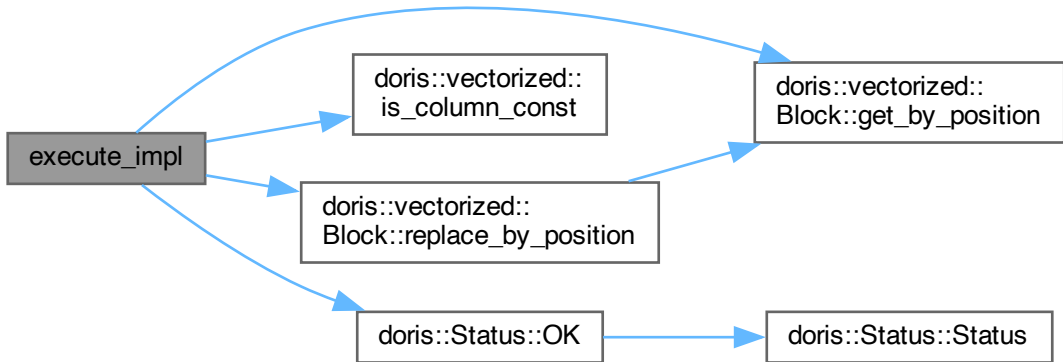 execute_impl
doris::vectorized::
is_column_const
doris::vectorized::
Block::get_by_position
doris::vectorized::
Block::replace_by_position
doris::Status::OK
doris::Status::Status